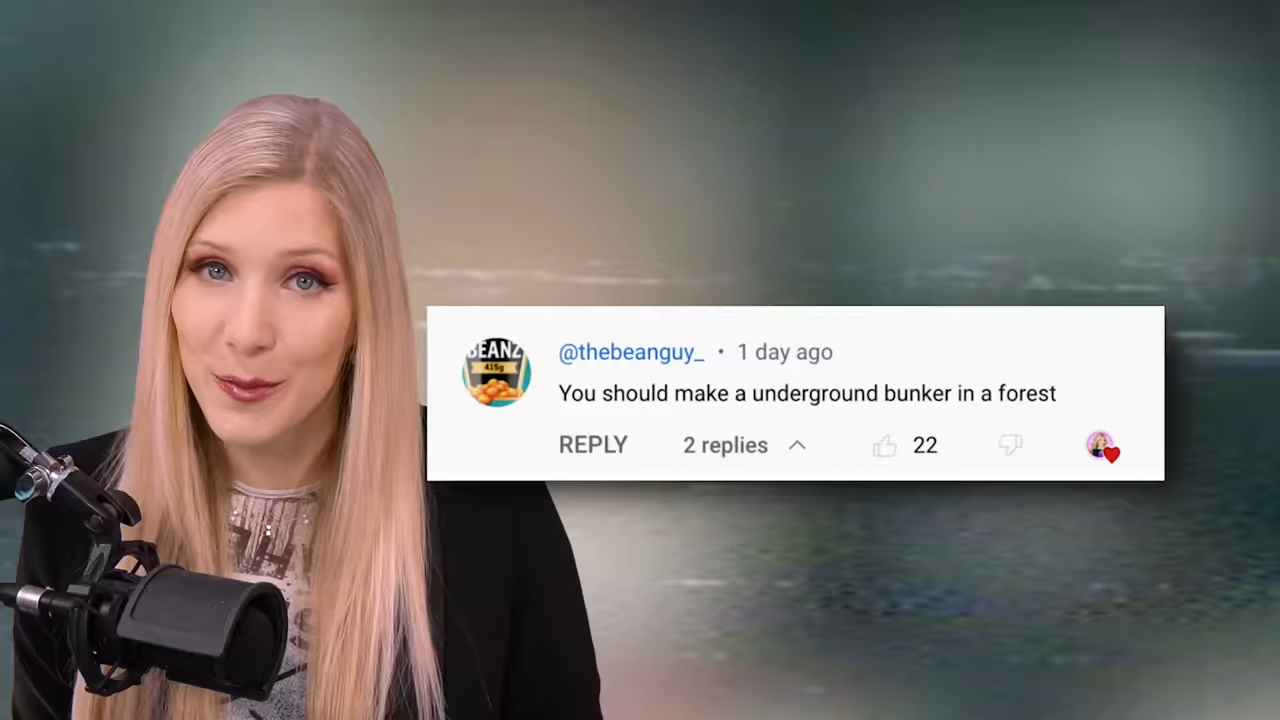 BEANZ
415g
@thebeanguy_ • 1 day ago
You should make a underground bunker in a forest
REPLY 2 replies 22